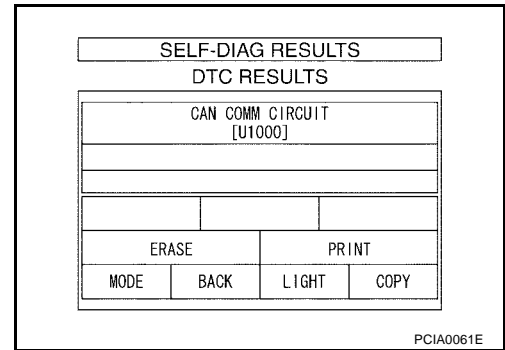 SELF-DIAG RESULTS
DTC RESULTS
CAN COMM CIRCUIT
[U1000]
ERASE PRINT
MODE BACK LIGHT COPY
PCIA0061E